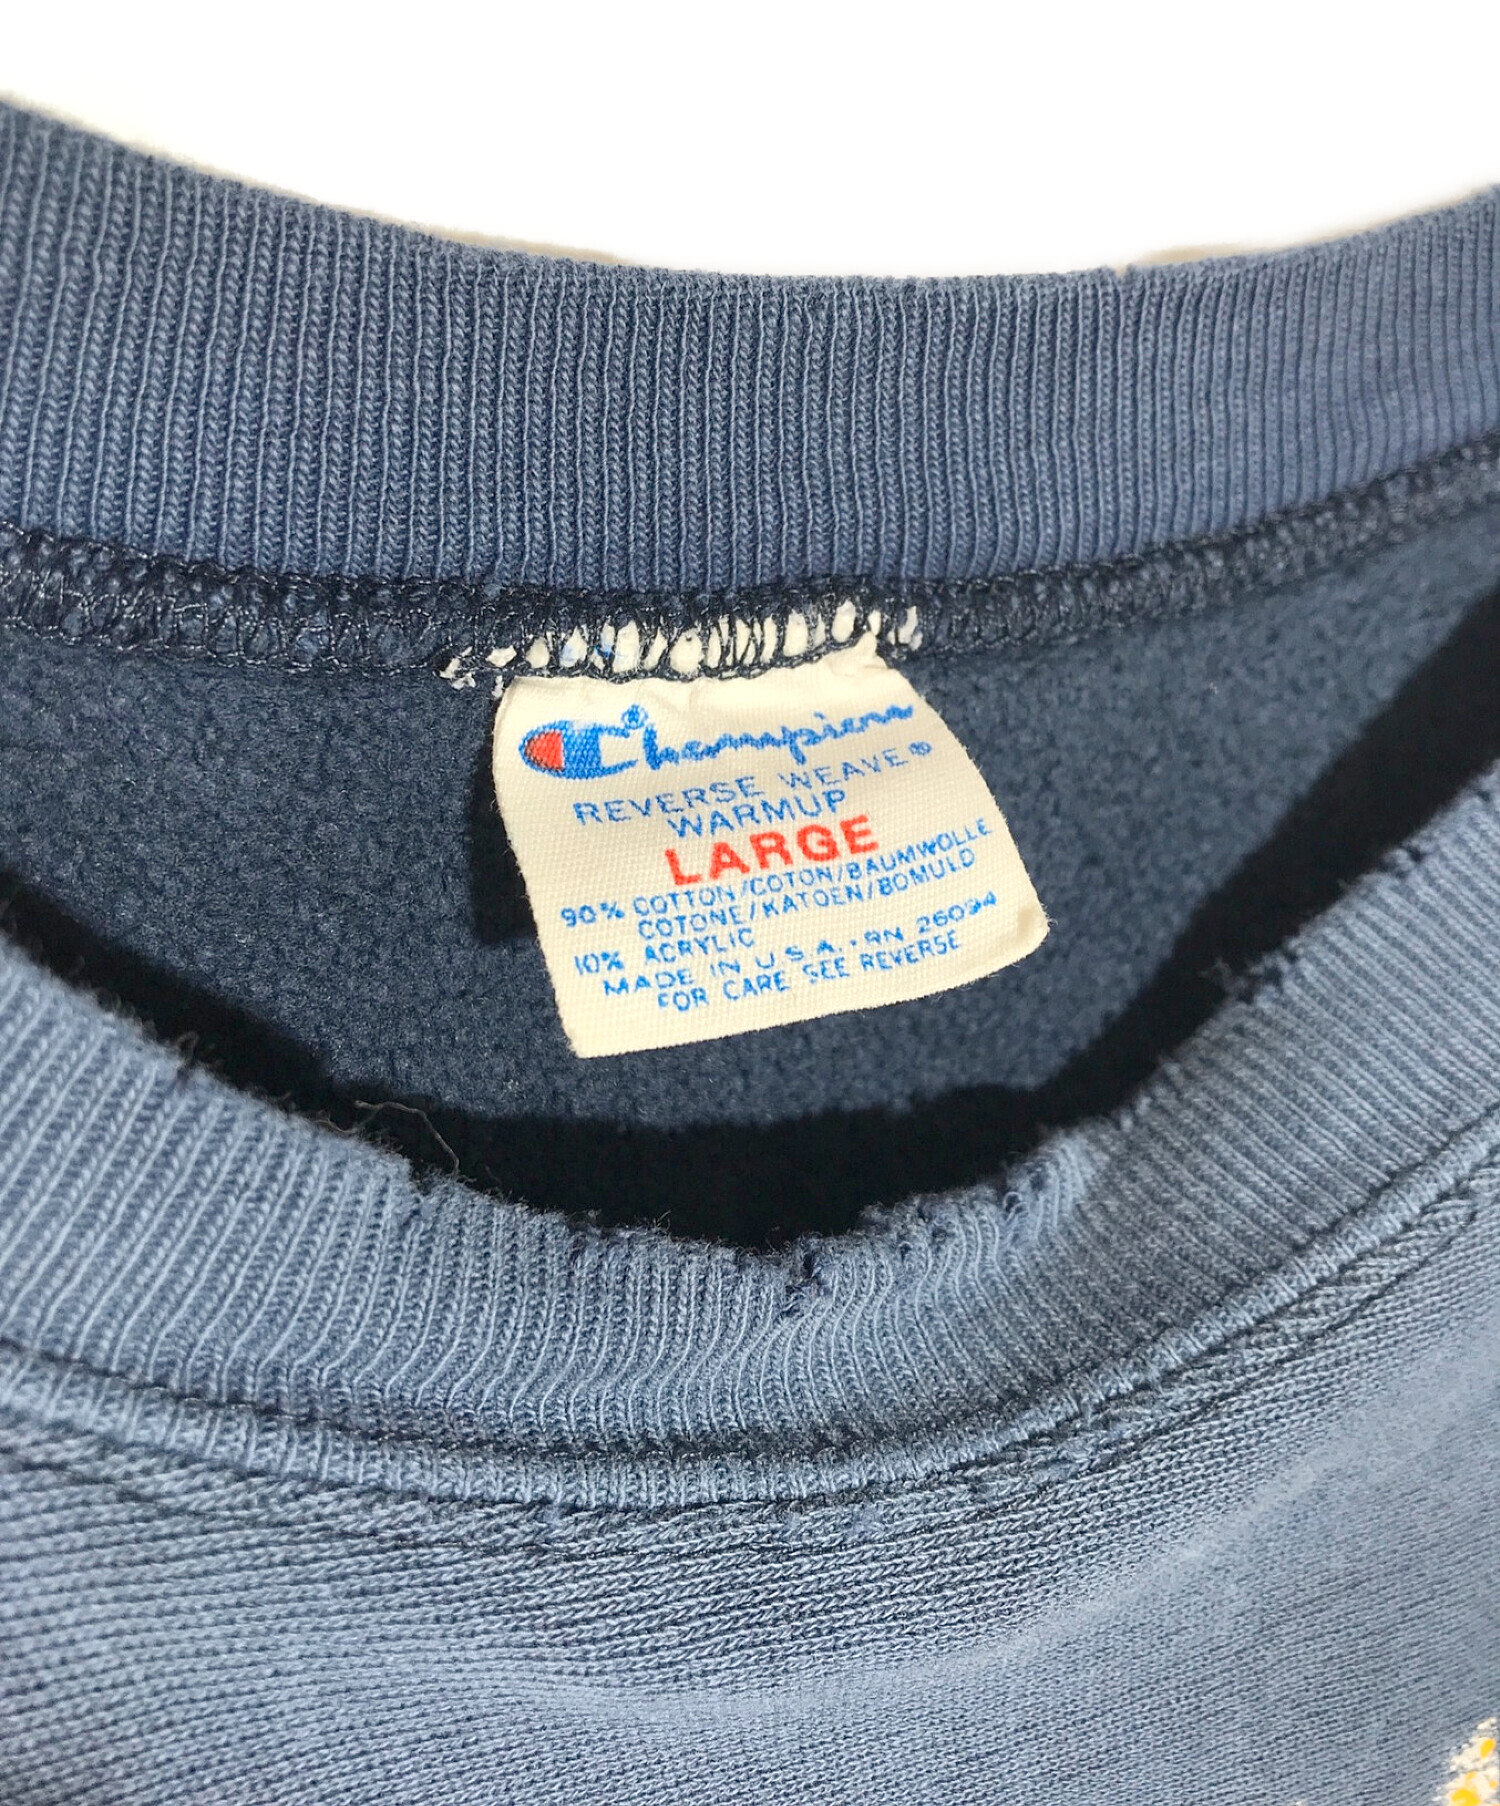 Champion®
REVERSE WEAVE®
WARMUP
LARGE
90% COTTON/COTON/BAUMWOLLE
COTONE/KATOEN/BOMULD
10% ACRYLIC
MADE IN U.S.A. · RN 26094
FOR CARE SEE REVERSE